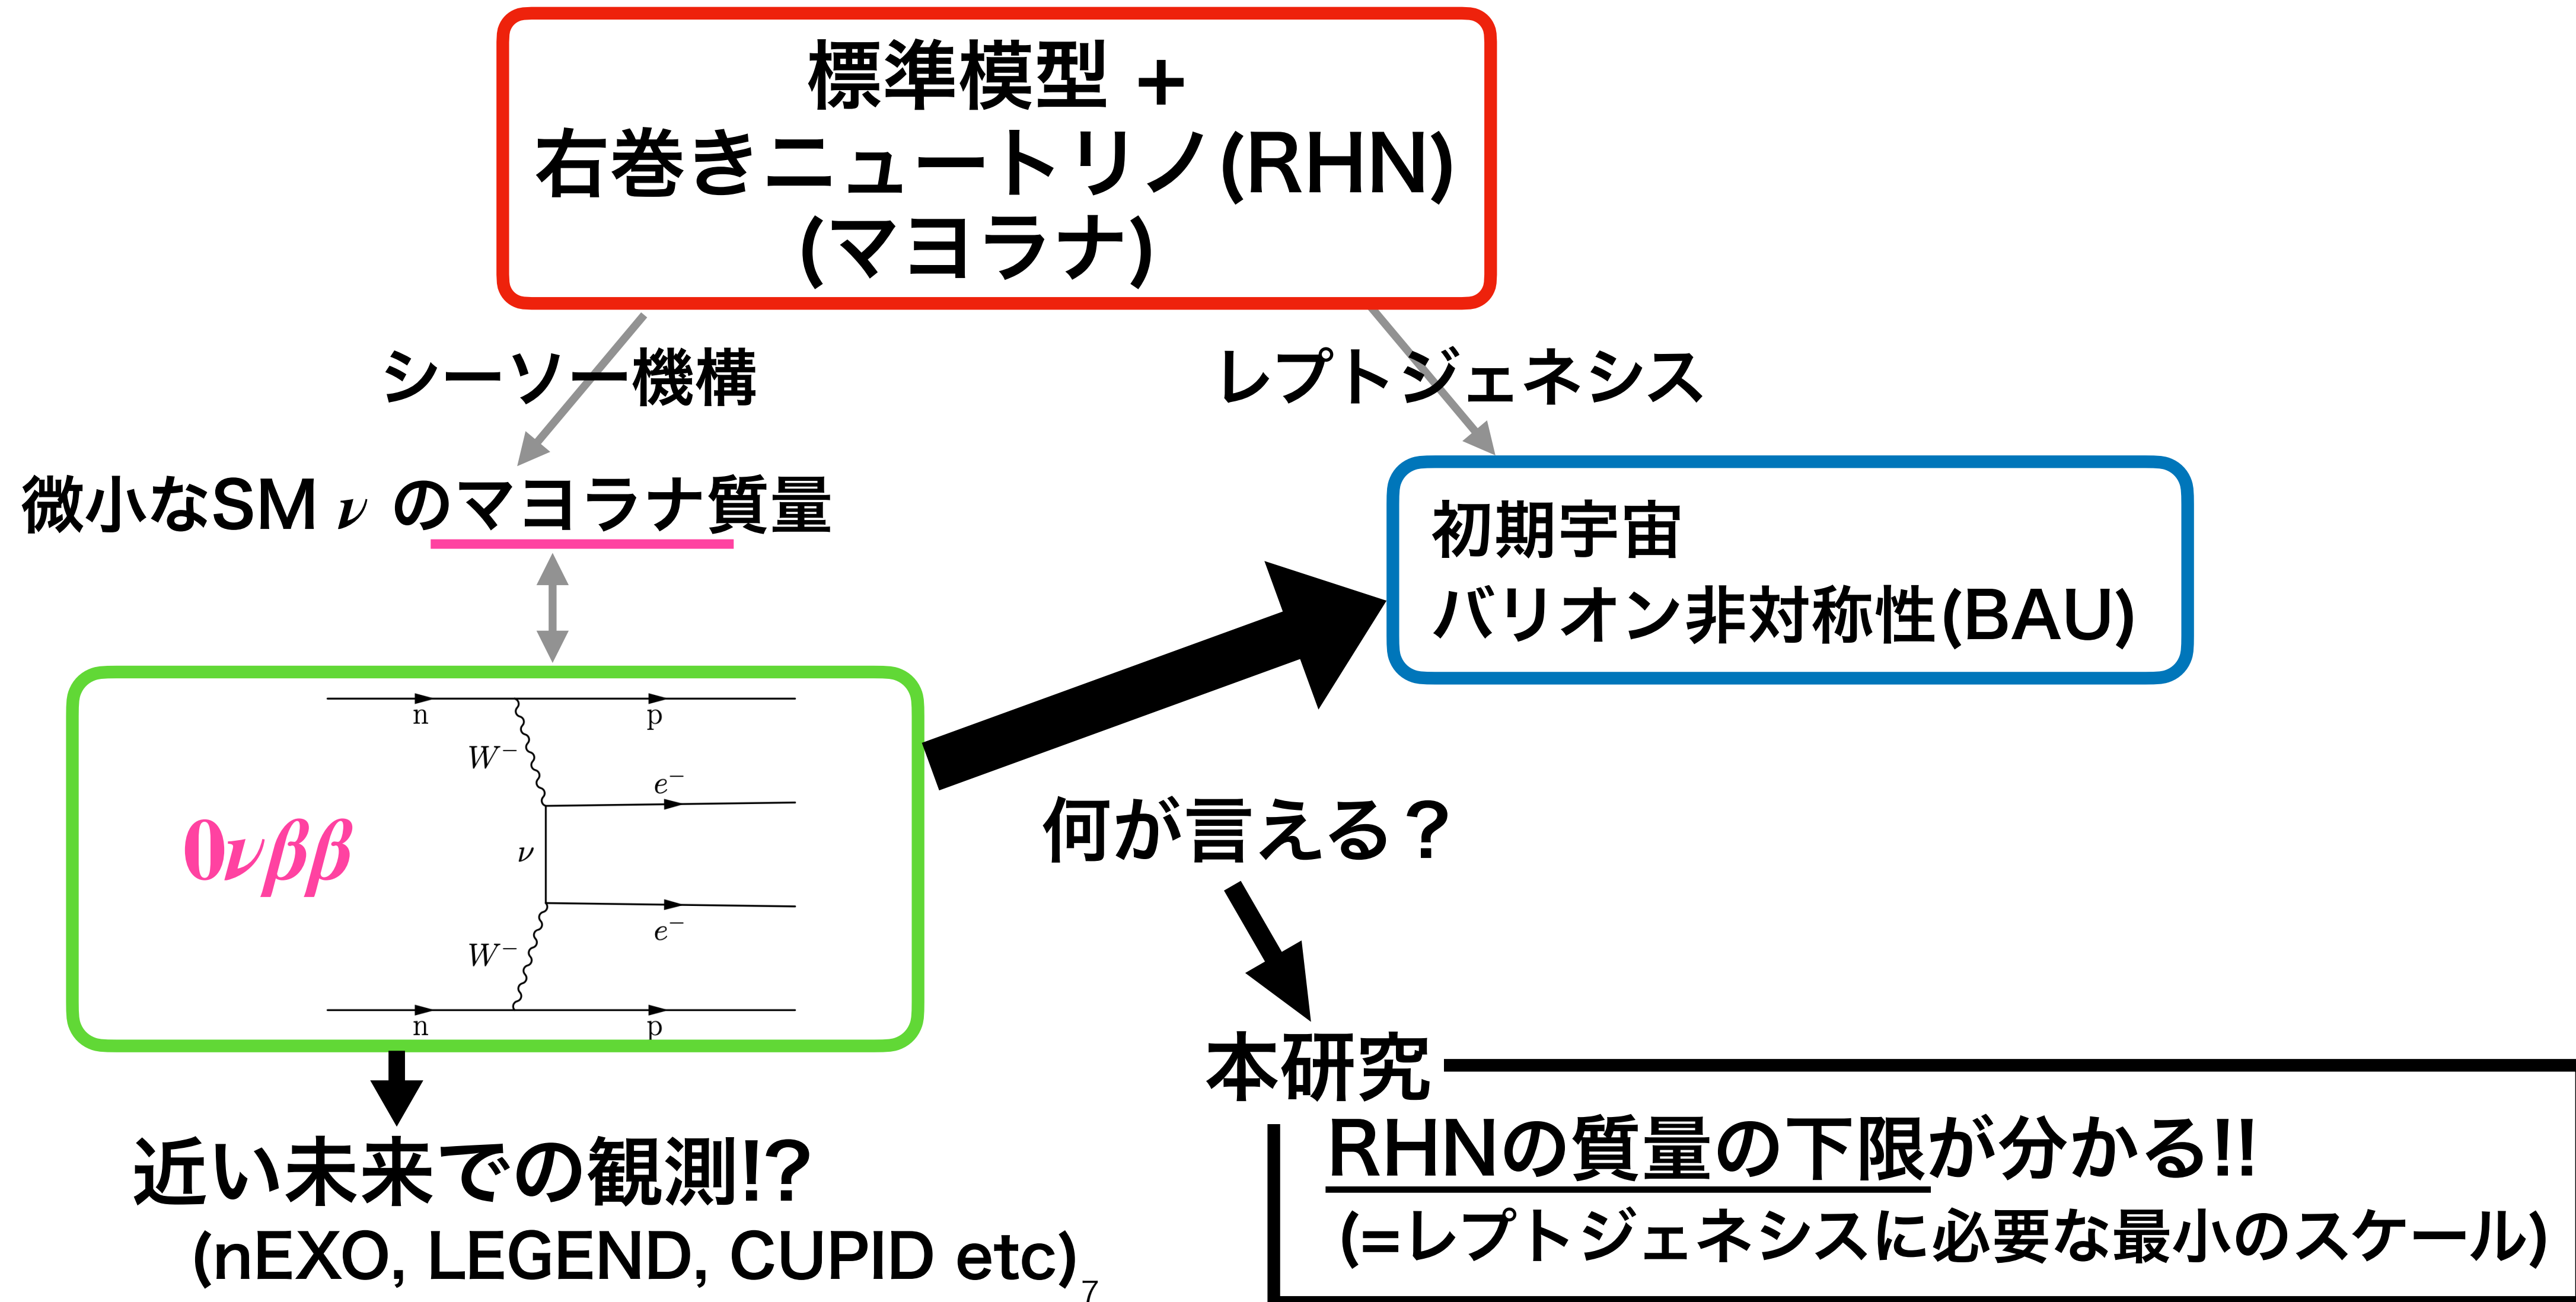 標準模型 +
右巻きニュートリノ(RHN)
(マヨラナ)
シーソー機構
レプトジェネシス
微小なSM ν のマヨラナ質量
初期宇宙
バリオン非対称性(BAU)
n
p
W⁻
e⁻
0νββ
ν
e⁻
W⁻
n
p
何が言える？
本研究
RHNの質量の下限が分かる!!
(=レプトジェネシスに必要な最小のスケール)
近い未来での観測!?
(nEXO, LEGEND, CUPID etc)
7